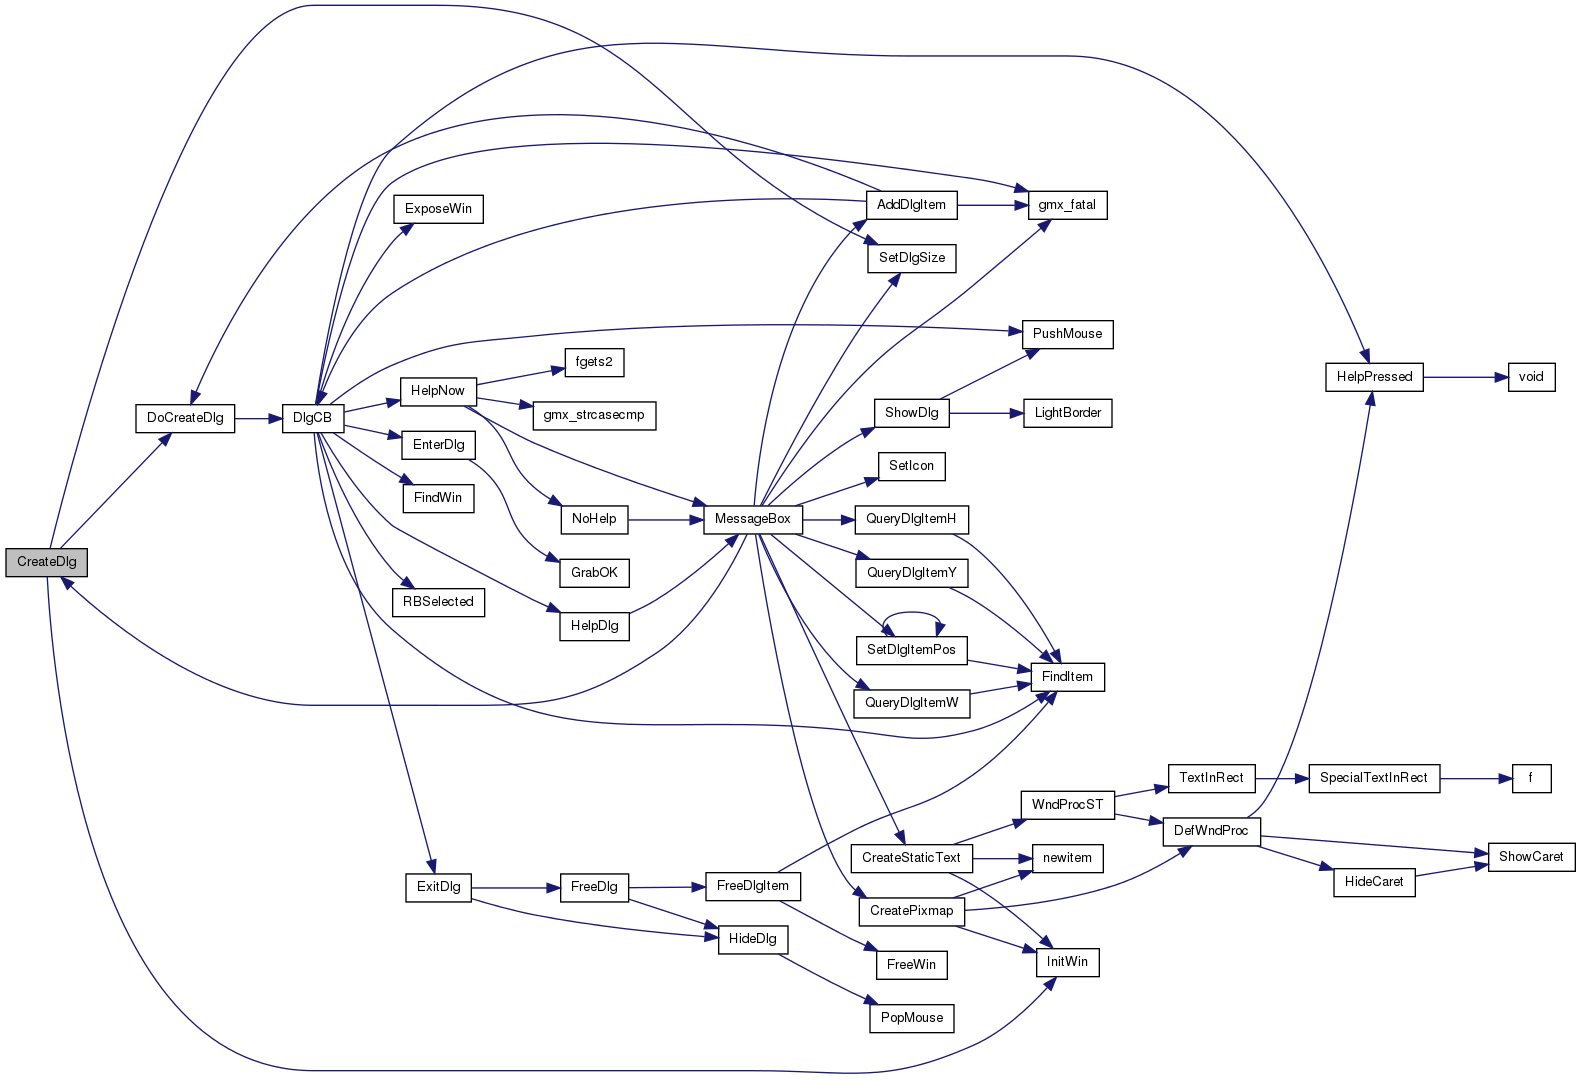 ExposeWin
AddDlgItem
gmx_fatal
SetDlgSize
PushMouse
fgets2
HelpNow
HelpPressed
void
DoCreateDlg
DlgCB
gmx_strcasecmp
ShowDlg
LightBorder
EnterDlg
SetIcon
FindWin
NoHelp
MessageBox
QueryDlgItemH
CreateDlg
GrabOK
QueryDlgItemY
RBSelected
HelpDlg
SetDlgItemPos
FindItem
QueryDlgItemW
TextInRect
SpecialTextInRect
f
WndProcST
DefWndProc
CreateStaticText
newitem
ShowCaret
ExitDlg
FreeDlg
FreeDlgItem
HideCaret
CreatePixmap
HideDlg
FreeWin
InitWin
PopMouse